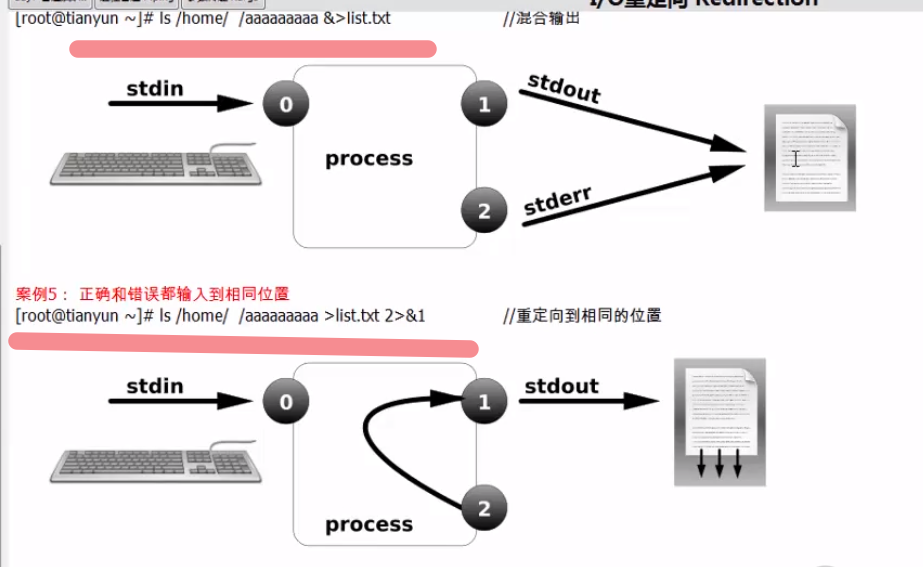 I/O重定向 Redirection
[root@tianyun ~]# ls /home/ /aaaaaaaaa &>list.txt //混合输出
stdin
0
1
stdout
process
2
stderr
案例5： 正确和错误都输入到相同位置
[root@tianyun ~]# ls /home/ /aaaaaaaaa >list.txt 2>&1 //重定向到相同的位置
stdin
0
1
stdout
2
process